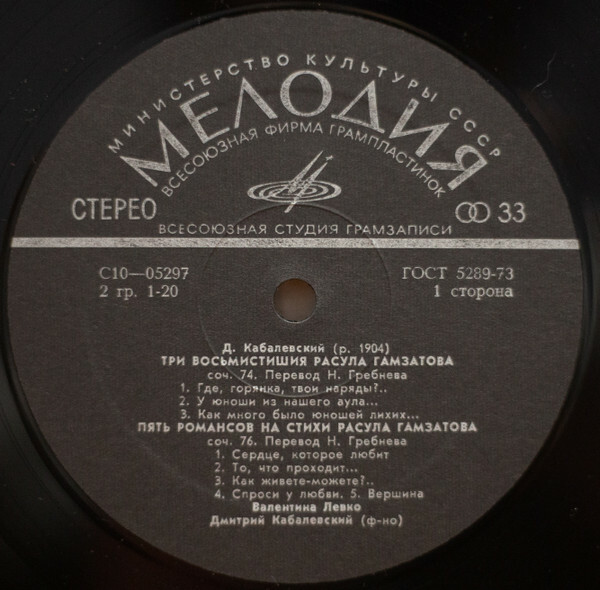 МИНИСТЕРСТВО КУЛЬТУРЫ СССР
МЕЛОДИЯ
ВСЕСОЮЗНАЯ ФИРМА ГРАМПЛАСТИНОК
СТЕРЕО
33
ВСЕСОЮЗНАЯ СТУДИЯ ГРАМЗАПИСИ
С10—05297
ГОСТ 5289-73
2 гр. 1-20
1 сторона
Д. Кабалевский (р. 1904)
ТРИ ВОСЬМИСТИШИЯ РАСУЛА ГАМЗАТОВА
соч. 74. Перевод Н. Гребнева
1. Где, горянка, твои наряды?..
2. У юноши из нашего аула...
3. Как много было юношей лихих...
ПЯТЬ РОМАНСОВ НА СТИХИ РАСУЛА ГАМЗАТОВА
соч. 76. Перевод Н. Гребнева
1. Сердце, которое любит
2. То, что проходит...
3. Как живете-можете?..
4. Спроси у любви. 5. Вершина
Валентина Левко
Дмитрий Кабалевский (ф-но)